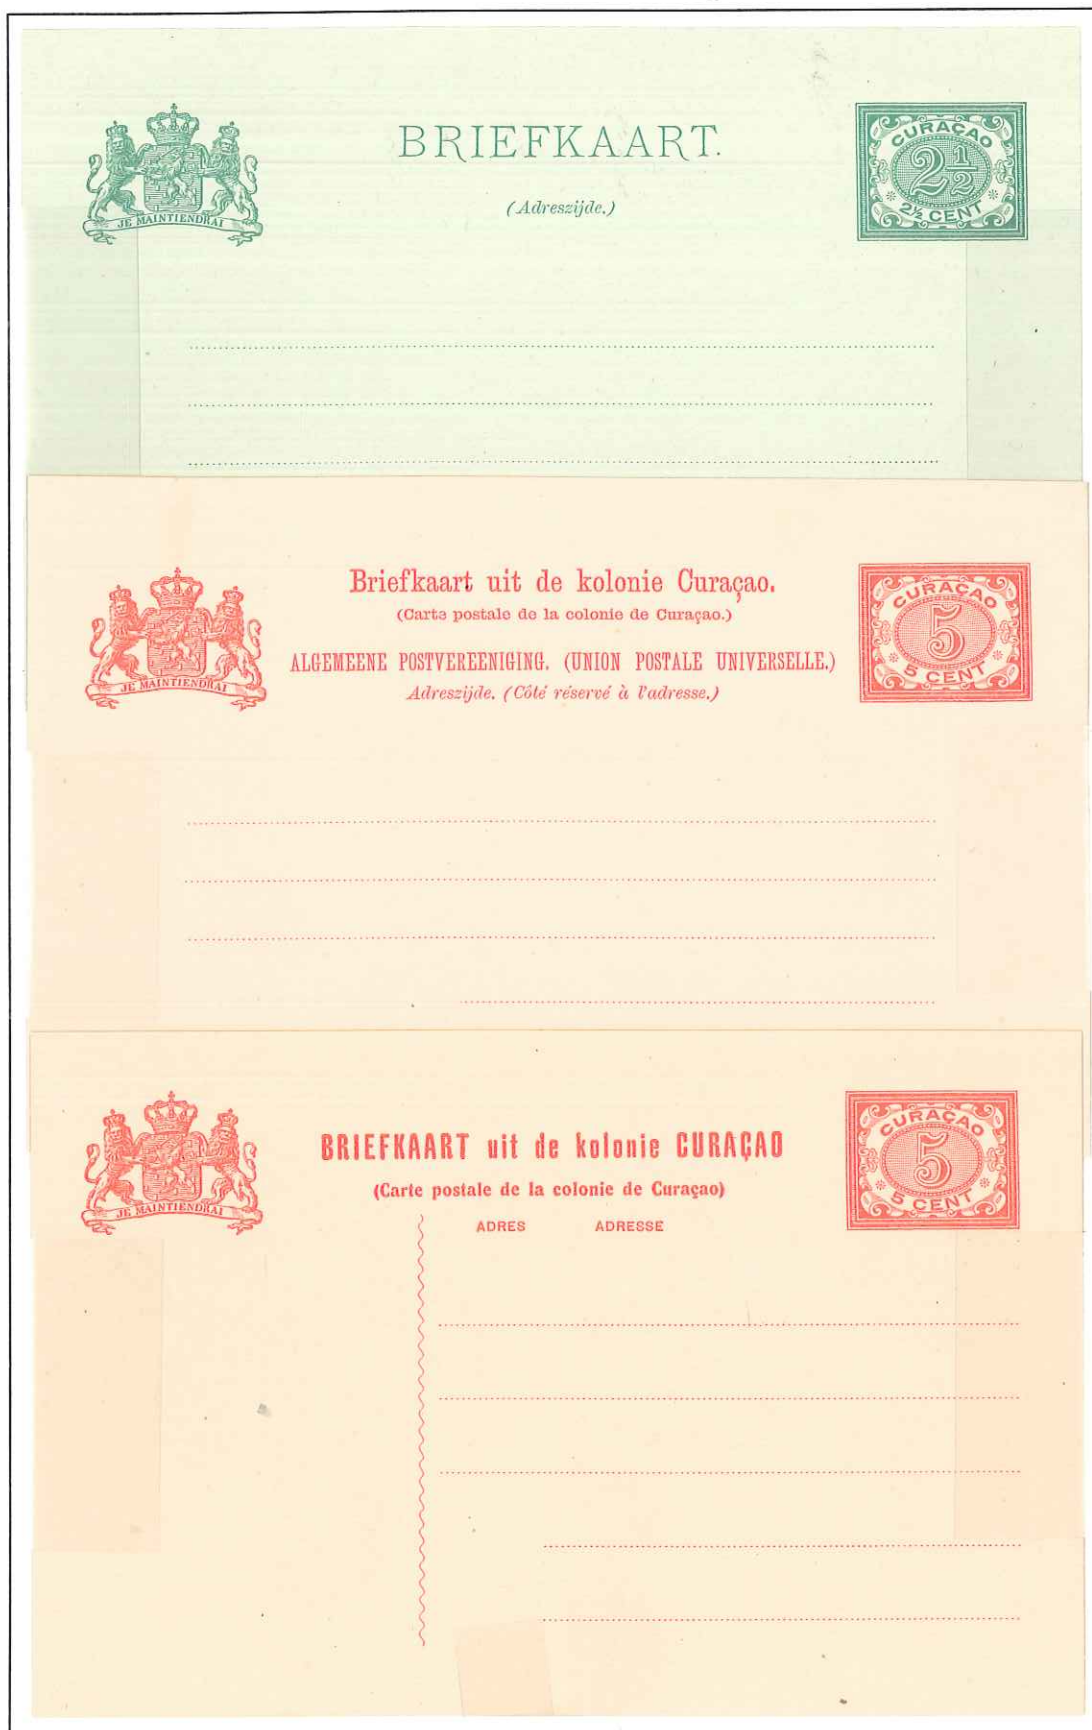 BRIEFKAART.
(Adreszijde.)
JE MAINTIENDRAI
CURAÇAO
2½
2½ CENT
Briefkaart uit de kolonie Curaçao.
(Carte postale de la colonie de Curaçao.)
ALGEMEENE POSTVEREENIGING. (UNION POSTALE UNIVERSELLE.)
Adreszijde. (Côté réservé à l'adresse.)
JE MAINTIENDRAI
CURAÇAO
5
5 CENT
BRIEFKAART uit de kolonie CURAÇAO
(Carte postale de la colonie de Curaçao)
ADRES ADRESSE
JE MAINTIENDRAI
CURAÇAO
5
5 CENT